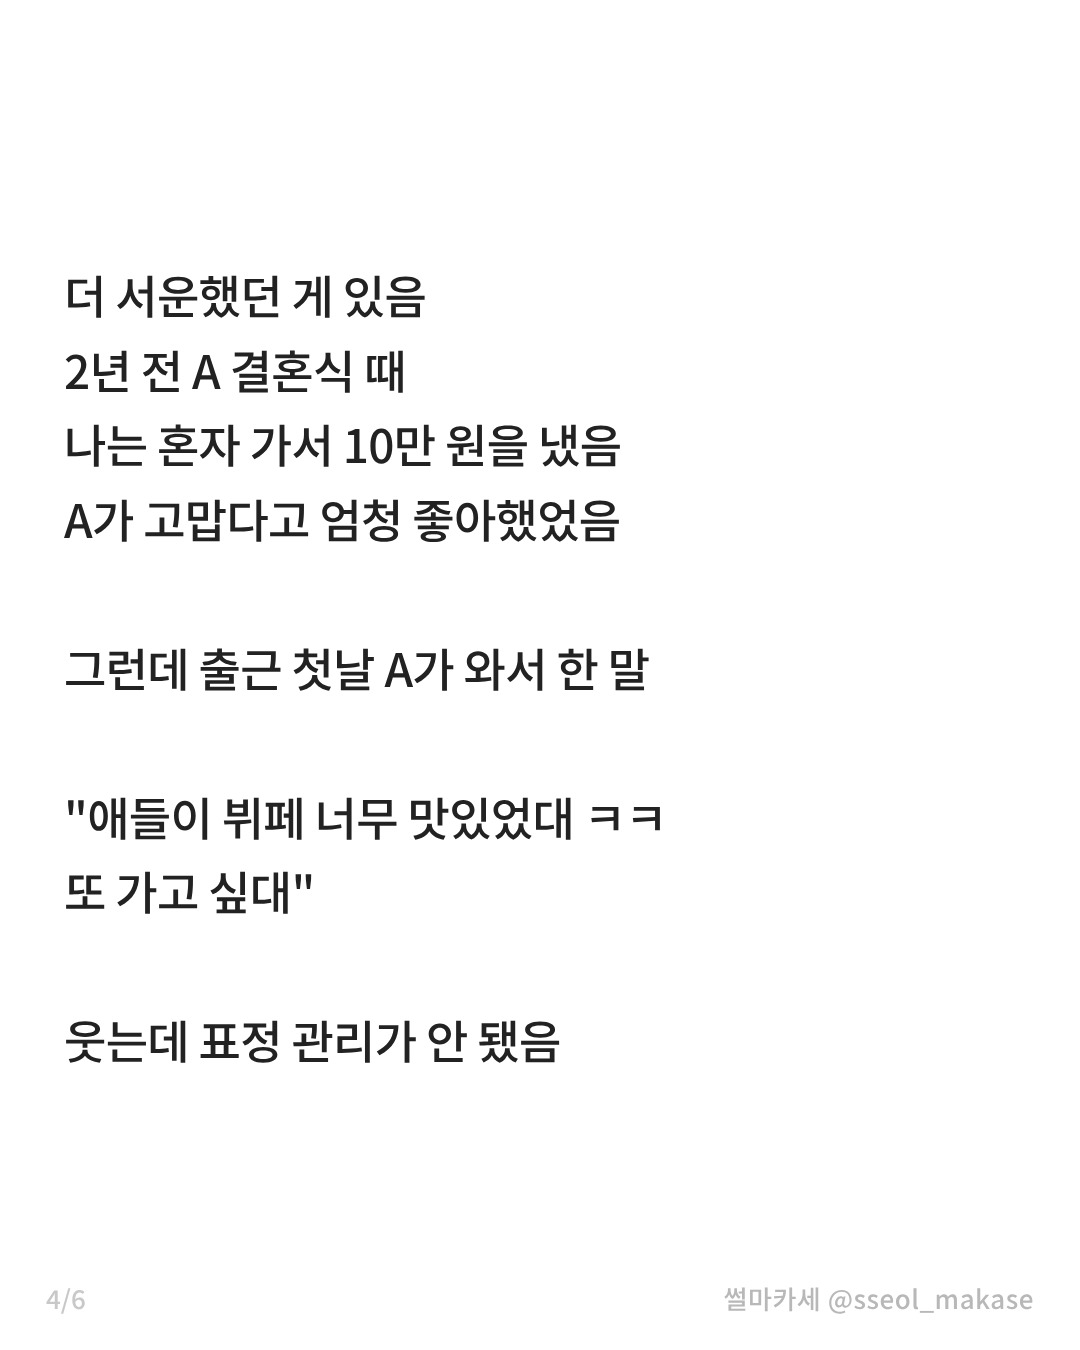 더 서운했던 게 있음
2년 전 A 결혼식 때
나는 혼자 가서 10만 원을 냈음
A가 고맙다고 엄청 좋아했었음
그런데 출근 첫날 A가 와서 한 말
"애들이 뷔페 너무 맛있었대 ㅋㅋ
또 가고 싶대"
웃는데 표정 관리가 안 됐음
4/6
썰마카세 @sseol_makase